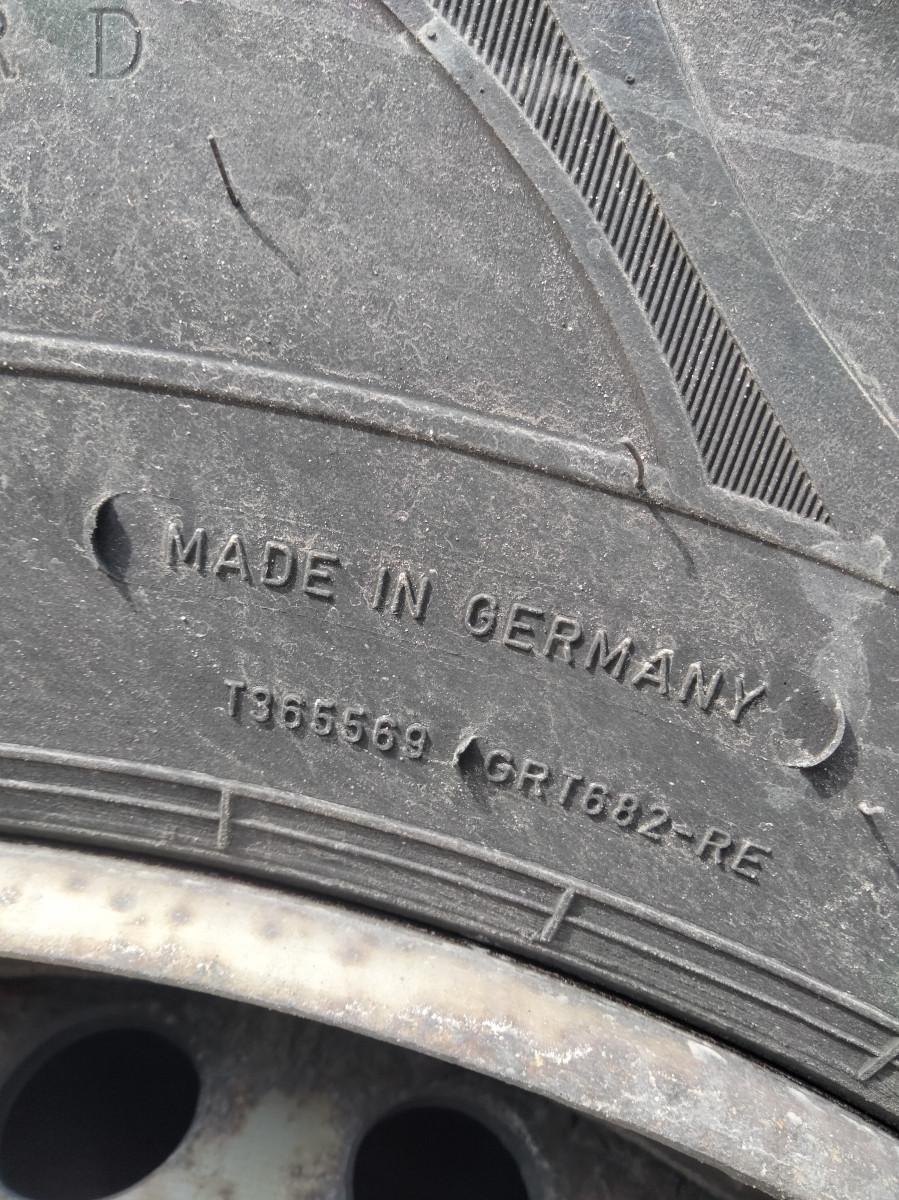 R D
MADE IN GERMANY
T365569 GRT682-RE